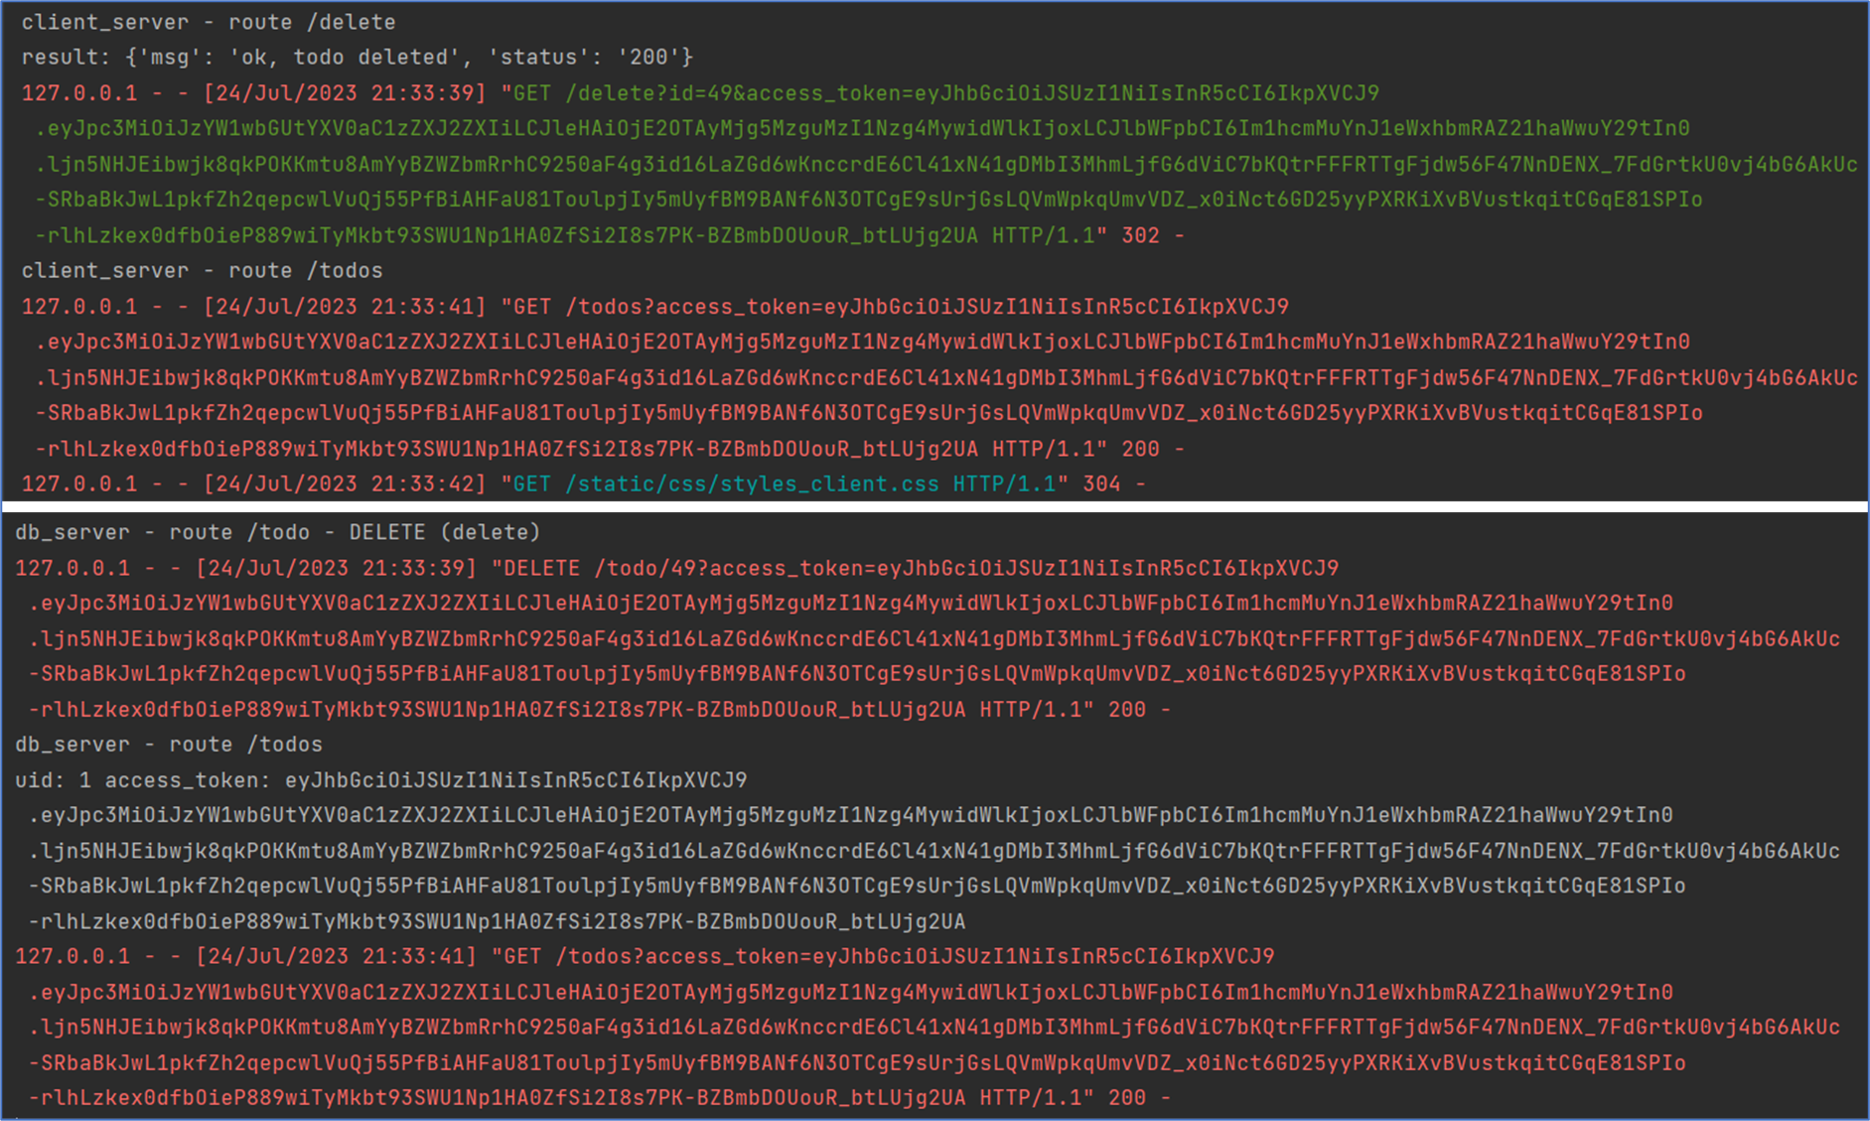 client_server - route /delete
result: {'msg': 'ok, todo deleted', 'status': '200'}
127.0.0.1 - - [24/Jul/2023 21:33:39] "GET /delete?id=49&access_token=eyJhbGciOiJSUzI1NiIsInR5cCI6IkpXVCJ9
.eyJpc3MiOiJzYW1wbGUtYXV0aC1zZXJ2ZXIiLCJleHAiOjE2OTAyMjg5MzguMzI1Nzg4MywidWlkIjoxLCJlbWFpbCI6Im1hcmMuYnJ1eWxhbmRAZ21haWwuY29tIn0
.ljn5NHJEibwjk8qkPOKKmtu8AmYyBZWZbmRrhC9250aF4g3id16LaZGd6wKnccrdE6Cl41xN41gDMbI3MhmLjfG6dViC7bKQtrFFFRTTgFjdw56F47NnDENX_7FdGrtkU0vj4bG6AkUc
-SRbaBkJwL1pkfZh2qepcwlVuQj55PfBiAHFaU81ToulpjIy5mUyfBM9BANf6N3OTCgE9sUrjGsLQVmWpkqUmvVDZ_x0iNct6GD25yyPXRKiXvBVustkqitCGqE81SPIo
-rlhLzkex0dfbOieP889wiTyMkbt93SWU1Np1HA0ZfSi2I8s7PK-BZBmbDOUouR_btLUjg2UA HTTP/1.1" 302 -
client_server - route /todos
127.0.0.1 - - [24/Jul/2023 21:33:41] "GET /todos?access_token=eyJhbGciOiJSUzI1NiIsInR5cCI6IkpXVCJ9
.eyJpc3MiOiJzYW1wbGUtYXV0aC1zZXJ2ZXIiLCJleHAiOjE2OTAyMjg5MzguMzI1Nzg4MywidWlkIjoxLCJlbWFpbCI6Im1hcmMuYnJ1eWxhbmRAZ21haWwuY29tIn0
.ljn5NHJEibwjk8qkPOKKmtu8AmYyBZWZbmRrhC9250aF4g3id16LaZGd6wKnccrdE6Cl41xN41gDMbI3MhmLjfG6dViC7bKQtrFFFRTTgFjdw56F47NnDENX_7FdGrtkU0vj4bG6AkUc
-SRbaBkJwL1pkfZh2qepcwlVuQj55PfBiAHFaU81ToulpjIy5mUyfBM9BANf6N3OTCgE9sUrjGsLQVmWpkqUmvVDZ_x0iNct6GD25yyPXRKiXvBVustkqitCGqE81SPIo
-rlhLzkex0dfbOieP889wiTyMkbt93SWU1Np1HA0ZfSi2I8s7PK-BZBmbDOUouR_btLUjg2UA HTTP/1.1" 200 -
127.0.0.1 - - [24/Jul/2023 21:33:42] "GET /static/css/styles_client.css HTTP/1.1" 304 -
db_server - route /todo - DELETE (delete)
127.0.0.1 - - [24/Jul/2023 21:33:39] "DELETE /todo/49?access_token=eyJhbGciOiJSUzI1NiIsInR5cCI6IkpXVCJ9
.eyJpc3MiOiJzYW1wbGUtYXV0aC1zZXJ2ZXIiLCJleHAiOjE2OTAyMjg5MzguMzI1Nzg4MywidWlkIjoxLCJlbWFpbCI6Im1hcmMuYnJ1eWxhbmRAZ21haWwuY29tIn0
.ljn5NHJEibwjk8qkPOKKmtu8AmYyBZWZbmRrhC9250aF4g3id16LaZGd6wKnccrdE6Cl41xN41gDMbI3MhmLjfG6dViC7bKQtrFFFRTTgFjdw56F47NnDENX_7FdGrtkU0vj4bG6AkUc
-SRbaBkJwL1pkfZh2qepcwlVuQj55PfBiAHFaU81ToulpjIy5mUyfBM9BANf6N3OTCgE9sUrjGsLQVmWpkqUmvVDZ_x0iNct6GD25yyPXRKiXvBVustkqitCGqE81SPIo
-rlhLzkex0dfbOieP889wiTyMkbt93SWU1Np1HA0ZfSi2I8s7PK-BZBmbDOUouR_btLUjg2UA HTTP/1.1" 200 -
db_server - route /todos
uid: 1 access_token: eyJhbGciOiJSUzI1NiIsInR5cCI6IkpXVCJ9
.eyJpc3MiOiJzYW1wbGUtYXV0aC1zZXJ2ZXIiLCJleHAiOjE2OTAyMjg5MzguMzI1Nzg4MywidWlkIjoxLCJlbWFpbCI6Im1hcmMuYnJ1eWxhbmRAZ21haWwuY29tIn0
.ljn5NHJEibwjk8qkPOKKmtu8AmYyBZWZbmRrhC9250aF4g3id16LaZGd6wKnccrdE6Cl41xN41gDMbI3MhmLjfG6dViC7bKQtrFFFRTTgFjdw56F47NnDENX_7FdGrtkU0vj4bG6AkUc
-SRbaBkJwL1pkfZh2qepcwlVuQj55PfBiAHFaU81ToulpjIy5mUyfBM9BANf6N3OTCgE9sUrjGsLQVmWpkqUmvVDZ_x0iNct6GD25yyPXRKiXvBVustkqitCGqE81SPIo
-rlhLzkex0dfbOieP889wiTyMkbt93SWU1Np1HA0ZfSi2I8s7PK-BZBmbDOUouR_btLUjg2UA
127.0.0.1 - - [24/Jul/2023 21:33:41] "GET /todos?access_token=eyJhbGciOiJSUzI1NiIsInR5cCI6IkpXVCJ9
.eyJpc3MiOiJzYW1wbGUtYXV0aC1zZXJ2ZXIiLCJleHAiOjE2OTAyMjg5MzguMzI1Nzg4MywidWlkIjoxLCJlbWFpbCI6Im1hcmMuYnJ1eWxhbmRAZ21haWwuY29tIn0
.ljn5NHJEibwjk8qkPOKKmtu8AmYyBZWZbmRrhC9250aF4g3id16LaZGd6wKnccrdE6Cl41xN41gDMbI3MhmLjfG6dViC7bKQtrFFFRTTgFjdw56F47NnDENX_7FdGrtkU0vj4bG6AkUc
-SRbaBkJwL1pkfZh2qepcwlVuQj55PfBiAHFaU81ToulpjIy5mUyfBM9BANf6N3OTCgE9sUrjGsLQVmWpkqUmvVDZ_x0iNct6GD25yyPXRKiXvBVustkqitCGqE81SPIo
-rlhLzkex0dfbOieP889wiTyMkbt93SWU1Np1HA0ZfSi2I8s7PK-BZBmbDOUouR_btLUjg2UA HTTP/1.1" 200 -